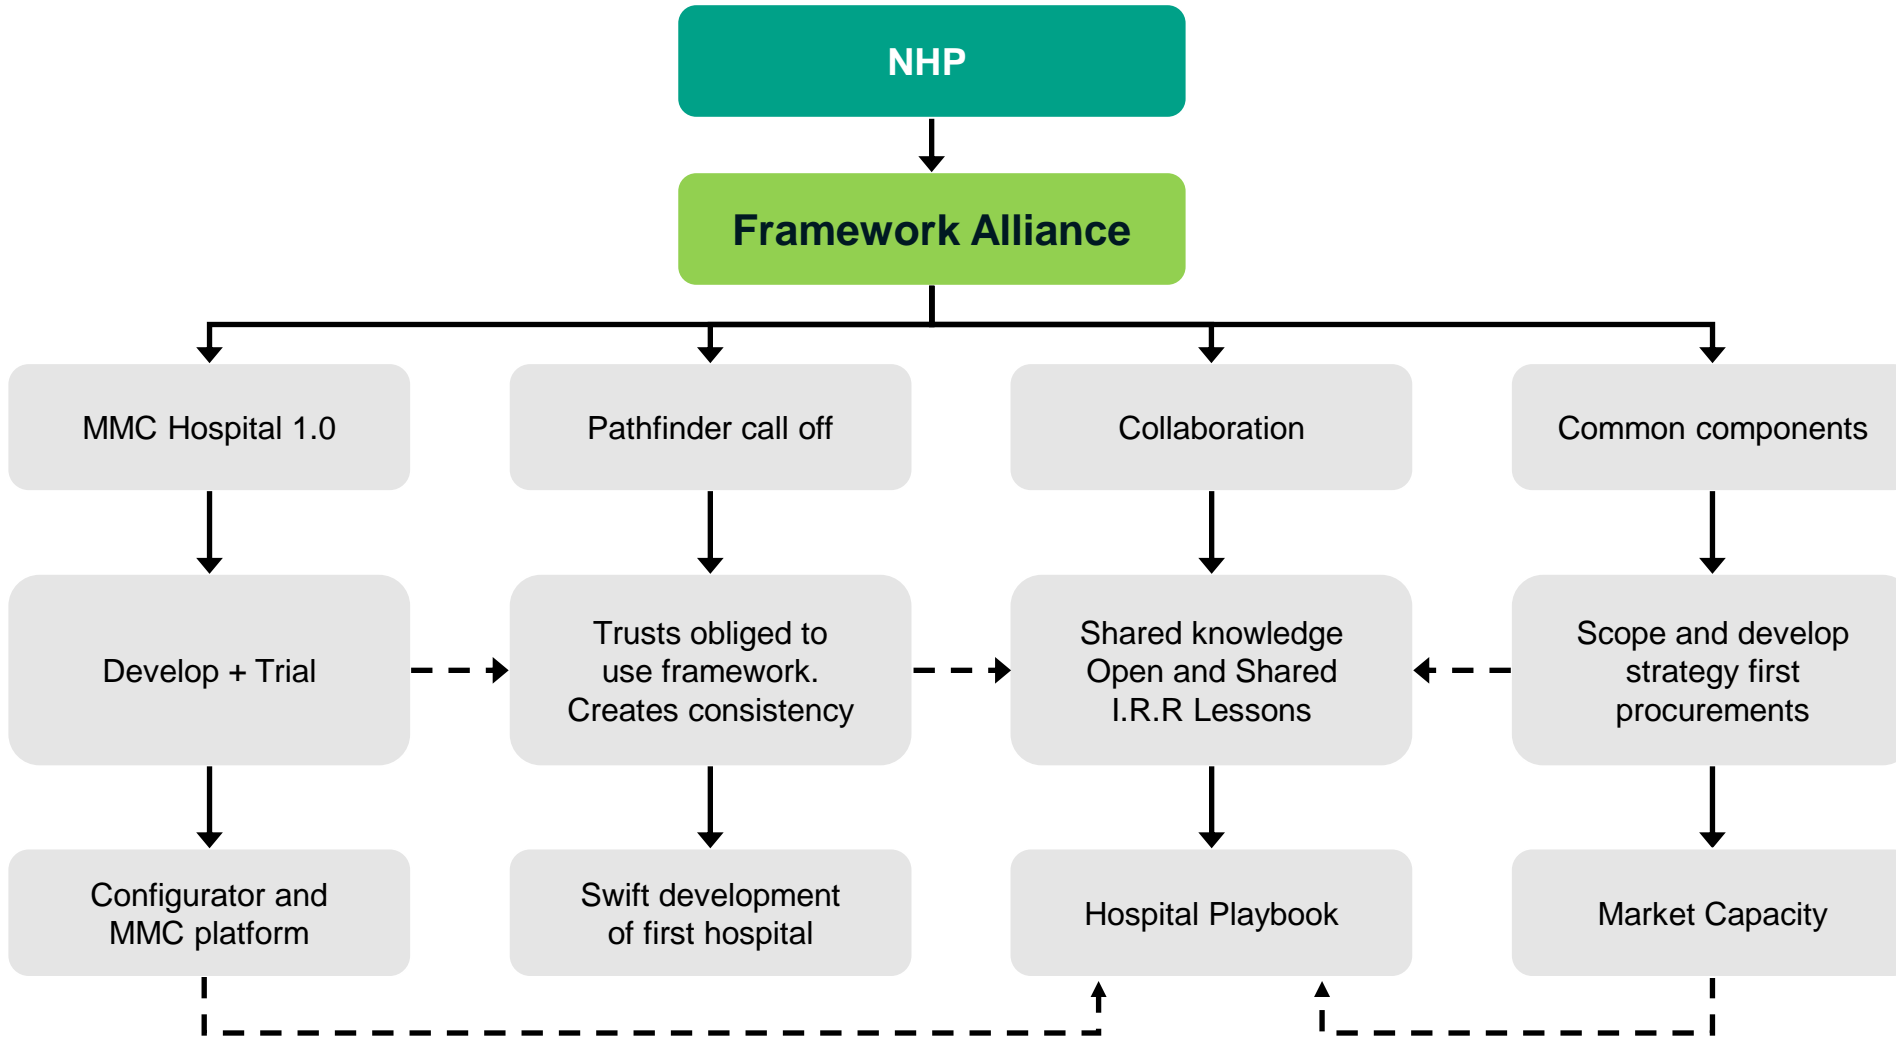 NHP
Framework Alliance
MMC Hospital 1.0
Pathfinder call off
Collaboration
Common components
Develop + Trial
Trusts obliged to
use framework.
Creates consistency
Shared knowledge
Open and Shared
I.R.R Lessons
Scope and develop
strategy first
procurements
Configurator and
MMC platform
Swift development
of first hospital
Hospital Playbook
Market Capacity